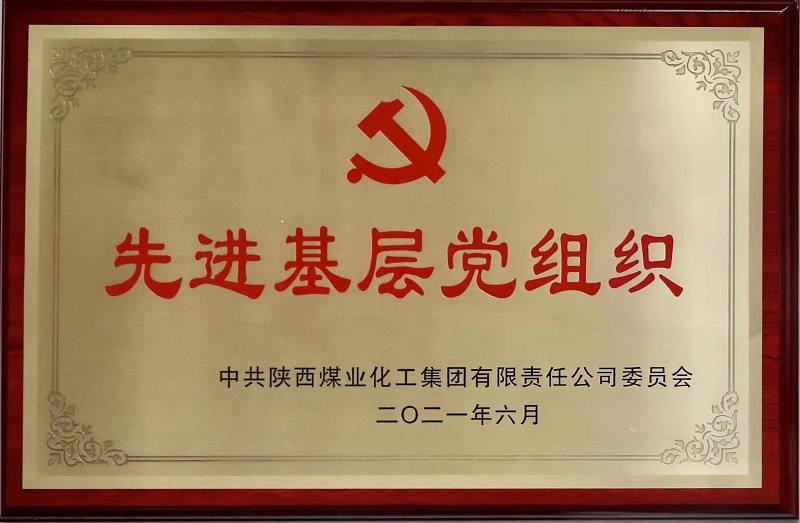 先进基层党组织
中共陕西煤业化工集团有限责任公司委员会
二〇二一年六月